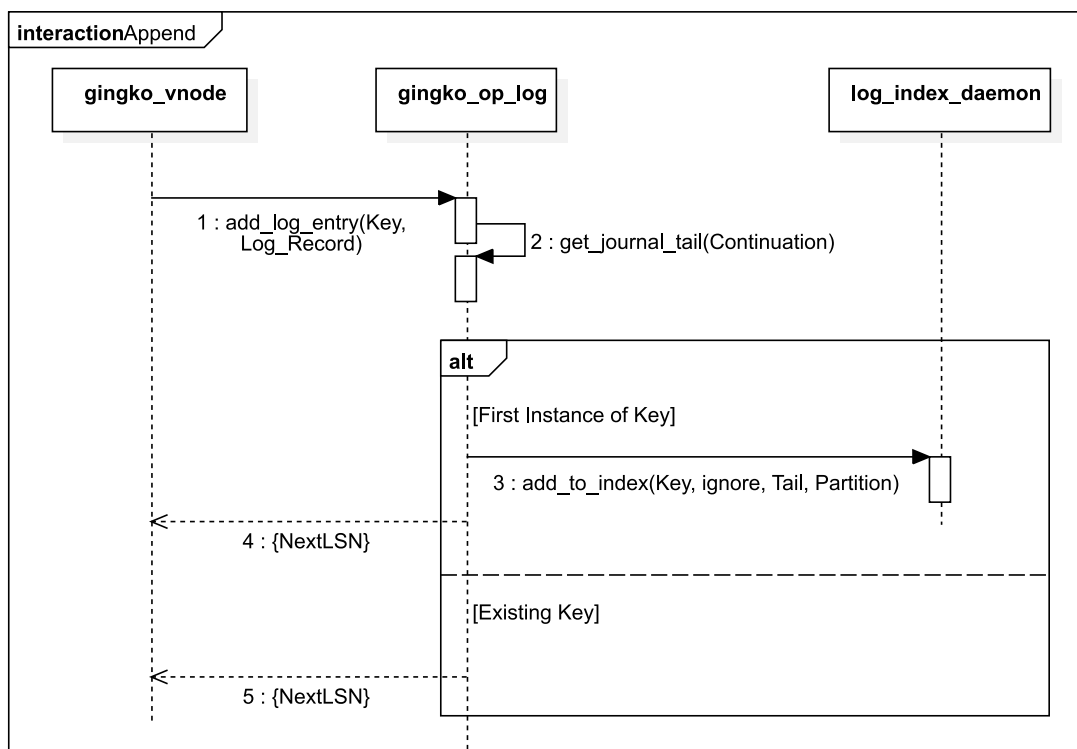 interactionAppend
gingko_vnode
gingko_op_log
log_index_daemon
1 : add_log_entry(Key,
Log_Record)
2 : get_journal_tail(Continuation)
alt
[First Instance of Key]
3 : add_to_index(Key, ignore, Tail, Partition)
4 : {NextLSN}
[Existing Key]
5 : {NextLSN}